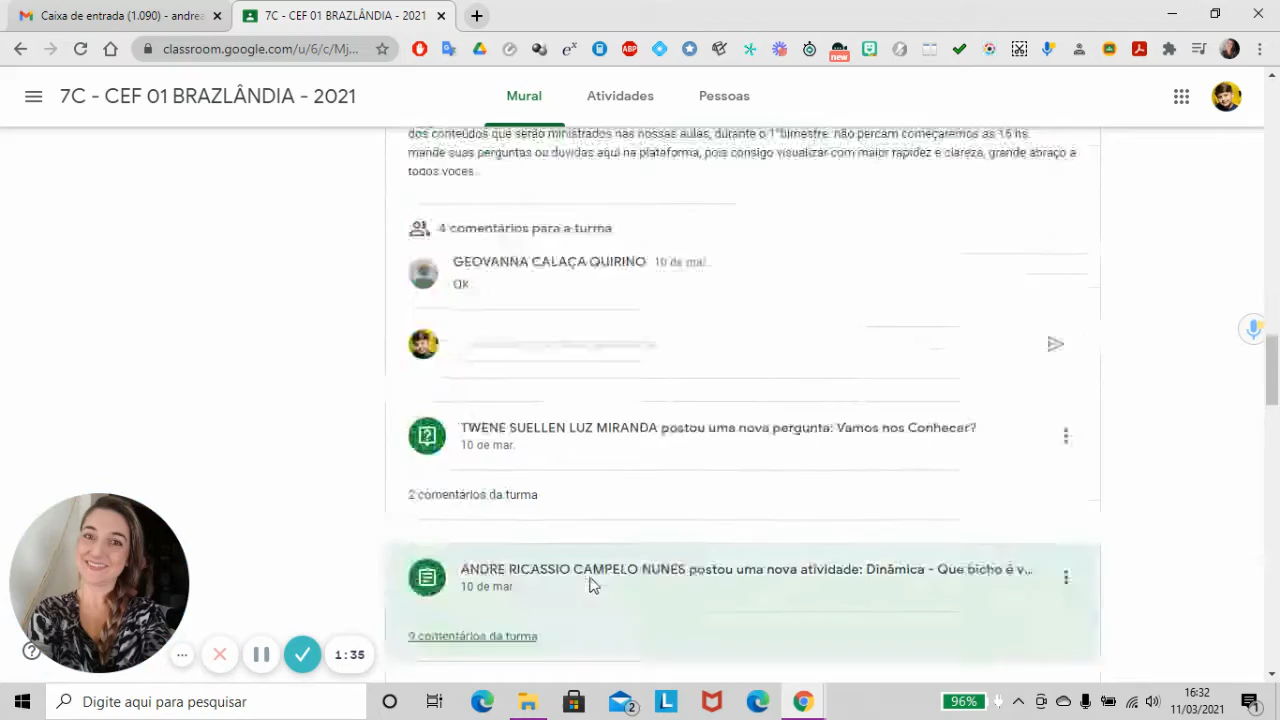 Caixa de entrada (1.090) - andrea
7C - CEF 01 BRAZLÂNDIA - 2021
classroom.google.com/u/6/c/Mj...
new
7C - CEF 01 BRAZLÂNDIA - 2021
Mural
Atividades
Pessoas
dos conteúdos que serão ministrados nas nossas aulas, durante o 1°bimestre. não percam começaremos as 16 hs.
mande suas perguntas ou duvidas aqui na plataforma, pois consigo visualizar com maior rapidez e clareza, grande abraço a
todos voces..
4 comentários para a turma
GEOVANNA CALAÇA QUIRINO 10 de mar.
TWENE SUELLEN LUZ MIRANDA postou uma nova pergunta: Vamos nos Conhecer?
10 de mar.
2 comentários da turma
ANDRE RICASSIO CAMPELO NUNES postou uma nova atividade: Dinâmica - Que bicho é v...
10 de mar.
9 comentários da turma
1:35
Digite aqui para pesquisar
2
96%
16:32
11/03/2021
1